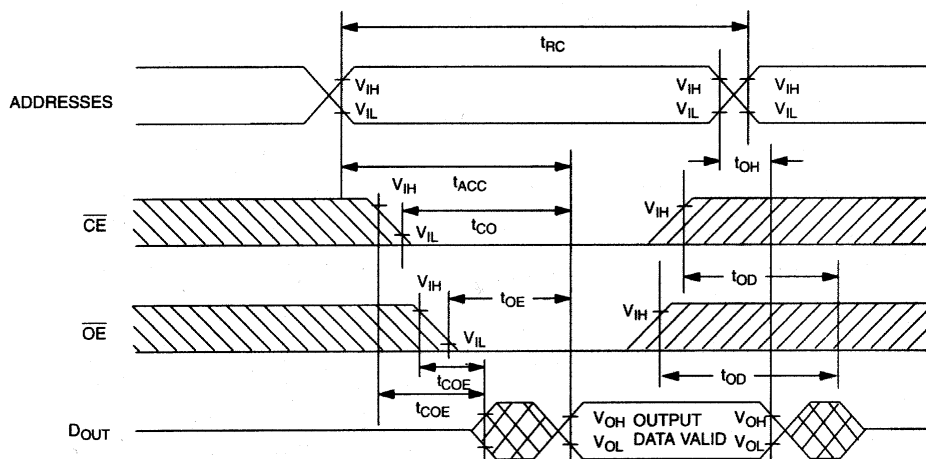 tRC
ADDRESSES
VIH VIH VIH
VIL VIL VIL
tOH
tACC
CE
VIH VIH
VIL
tCO
tOD
OE
VIH VIH
tOE
VIL
tCOE
tOD
tCOE
DOUT
VOH OUTPUT VOH
VOL DATA VALID VOL